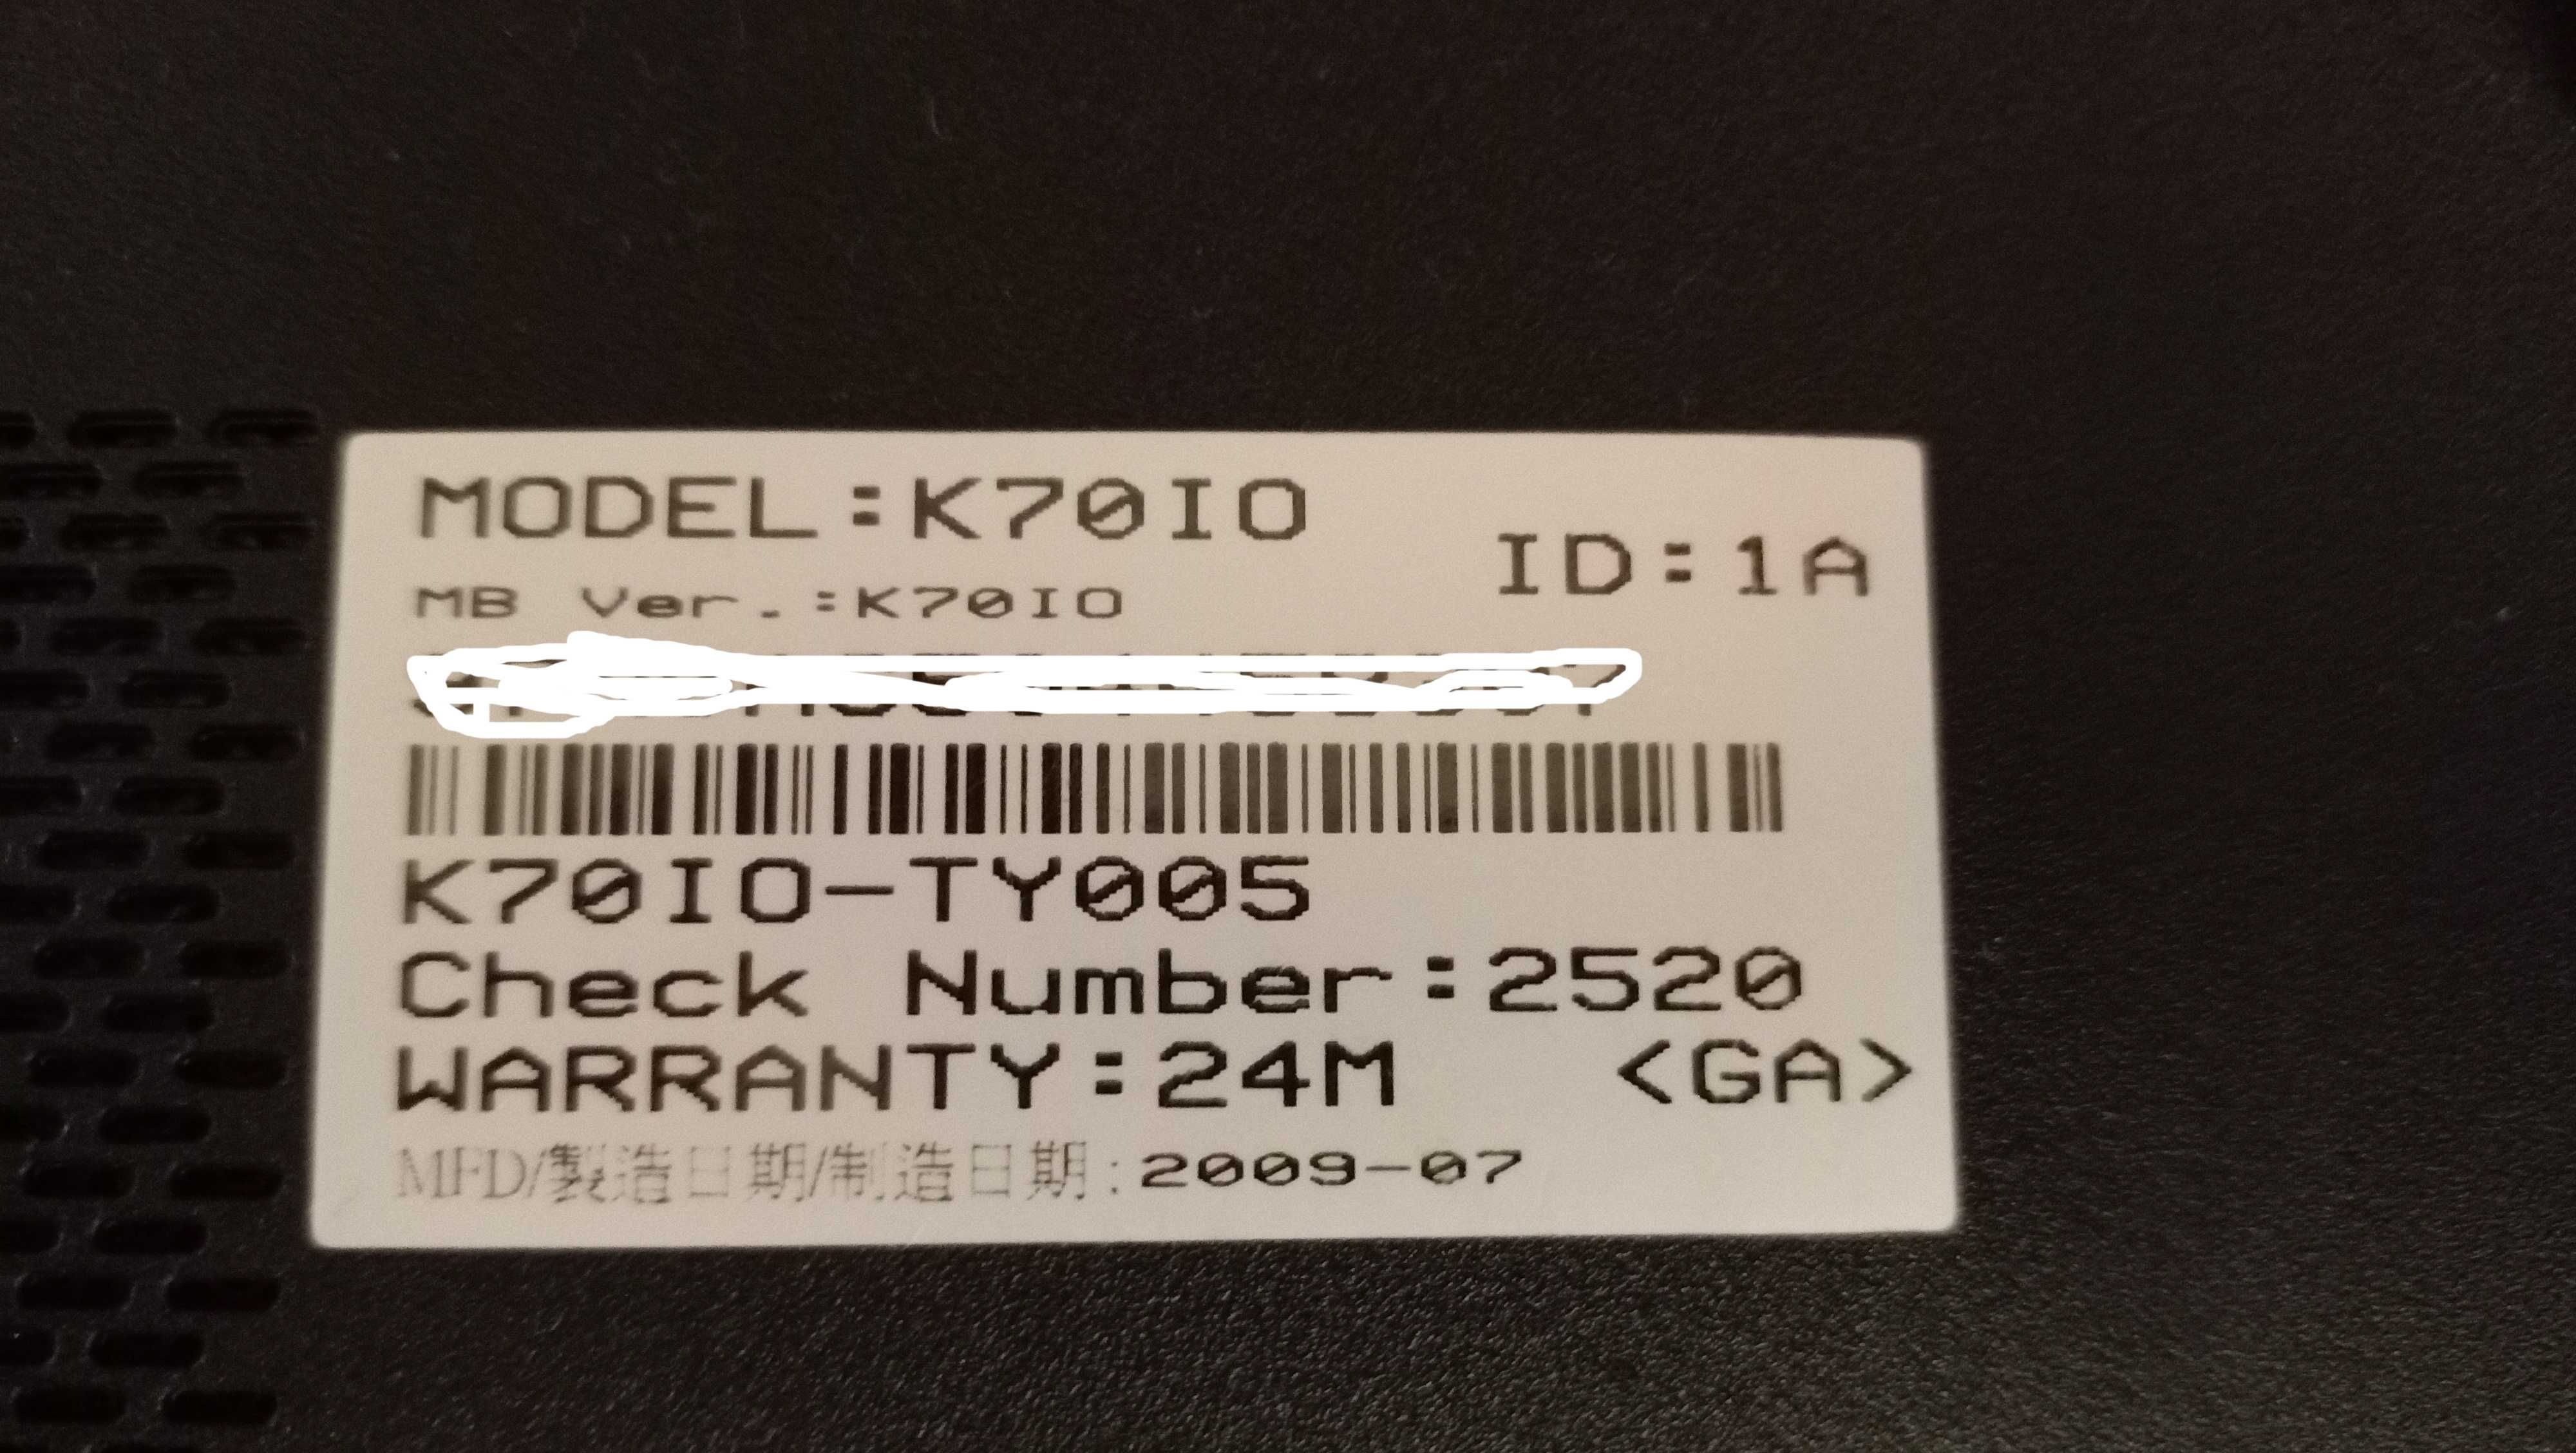 MODEL:K70IO
ID:1A
MB Ver.:K70IO
K70IO-TY005
Check Number:2520
WARRANTY:24M <GA>
MFD/製造日期/制造日期:2009-07